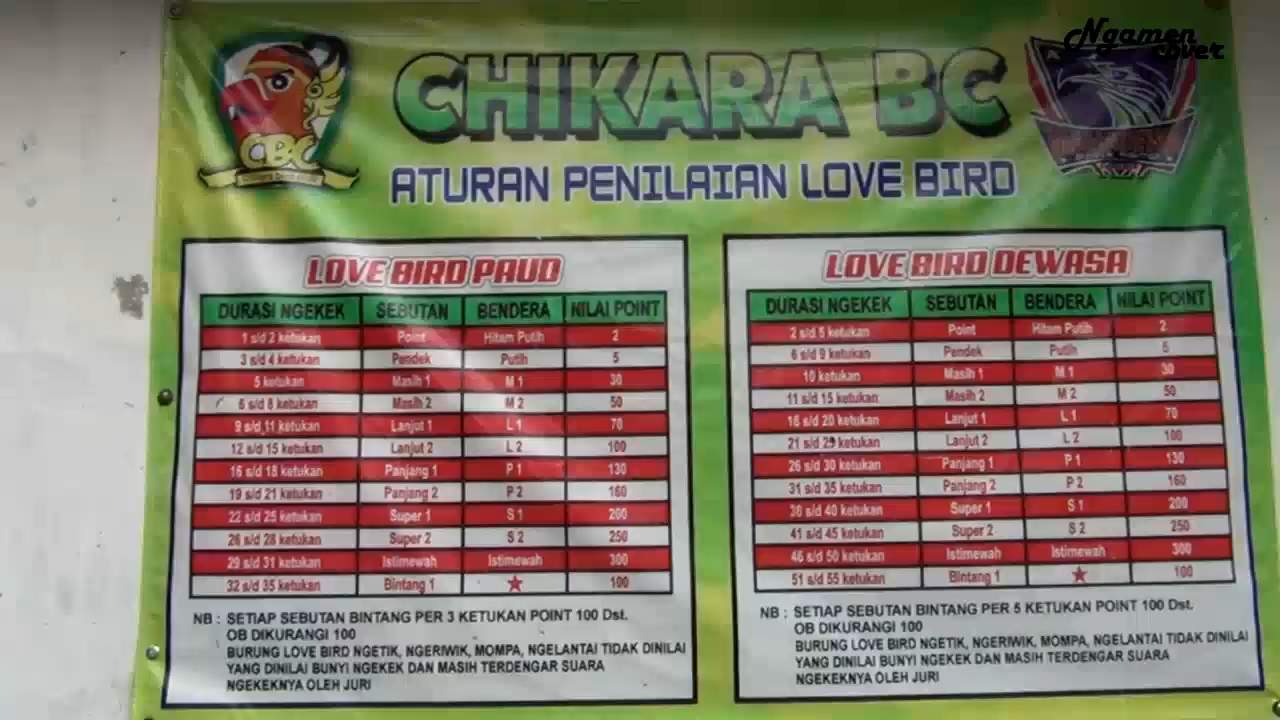 Ngamen
cover
CHIKARA BC
CBC
ATURAN PENILAIAN LOVE BIRD
LOVE BIRD PAUD
DURASI NGEKEK SEBUTAN BENDERA NILAI POINT
1 s/d 2 ketukan Point Hitam Putih 2
3 s/d 4 ketukan Pendek Putih 5
5 ketukan Masih 1 M 1 30
6 s/d 8 ketukan Masih 2 M 2 50
9 s/d 11 ketukan Lanjut 1 L 1 70
12 s/d 15 ketukan Lanjut 2 L 2 100
16 s/d 18 ketukan Panjang 1 P 1 130
19 s/d 21 ketukan Panjang 2 P 2 160
22 s/d 25 ketukan Super 1 S 1 200
26 s/d 28 ketukan Super 2 S 2 250
29 s/d 31 ketukan Istimewah Istimewah 300
32 s/d 35 ketukan Bintang 1 ★ 100
NB : SETIAP SEBUTAN BINTANG PER 3 KETUKAN POINT 100 Dst.
OB DIKURANGI 100
BURUNG LOVE BIRD NGETIK, NGERIWIK, MOMPA, NGELANTAI TIDAK DINILAI
YANG DINILAI BUNYI NGEKEK DAN MASIH TERDENGAR SUARA
NGEKEKNYA OLEH JURI
LOVE BIRD DEWASA
DURASI NGEKEK SEBUTAN BENDERA NILAI POINT
2 s/d 5 ketukan Point Hitam Putih 2
6 s/d 9 ketukan Pendek Putih 5
10 ketukan Masih 1 M 1 30
11 s/d 15 ketukan Masih 2 M 2 50
16 s/d 20 ketukan Lanjut 1 L 1 70
21 s/d 25 ketukan Lanjut 2 L 2 100
26 s/d 30 ketukan Panjang 1 P 1 130
31 s/d 35 ketukan Panjang 2 P 2 160
36 s/d 40 ketukan Super 1 S 1 200
41 s/d 45 ketukan Super 2 S 2 250
46 s/d 50 ketukan Istimewah Istimewah 300
51 s/d 55 ketukan Bintang 1 ★ 100
NB : SETIAP SEBUTAN BINTANG PER 5 KETUKAN POINT 100 Dst.
OB DIKURANGI 100
BURUNG LOVE BIRD NGETIK, NGERIWIK, MOMPA, NGELANTAI TIDAK DINILAI
YANG DINILAI BUNYI NGEKEK DAN MASIH TERDENGAR SUARA
NGEKEKNYA OLEH JURI